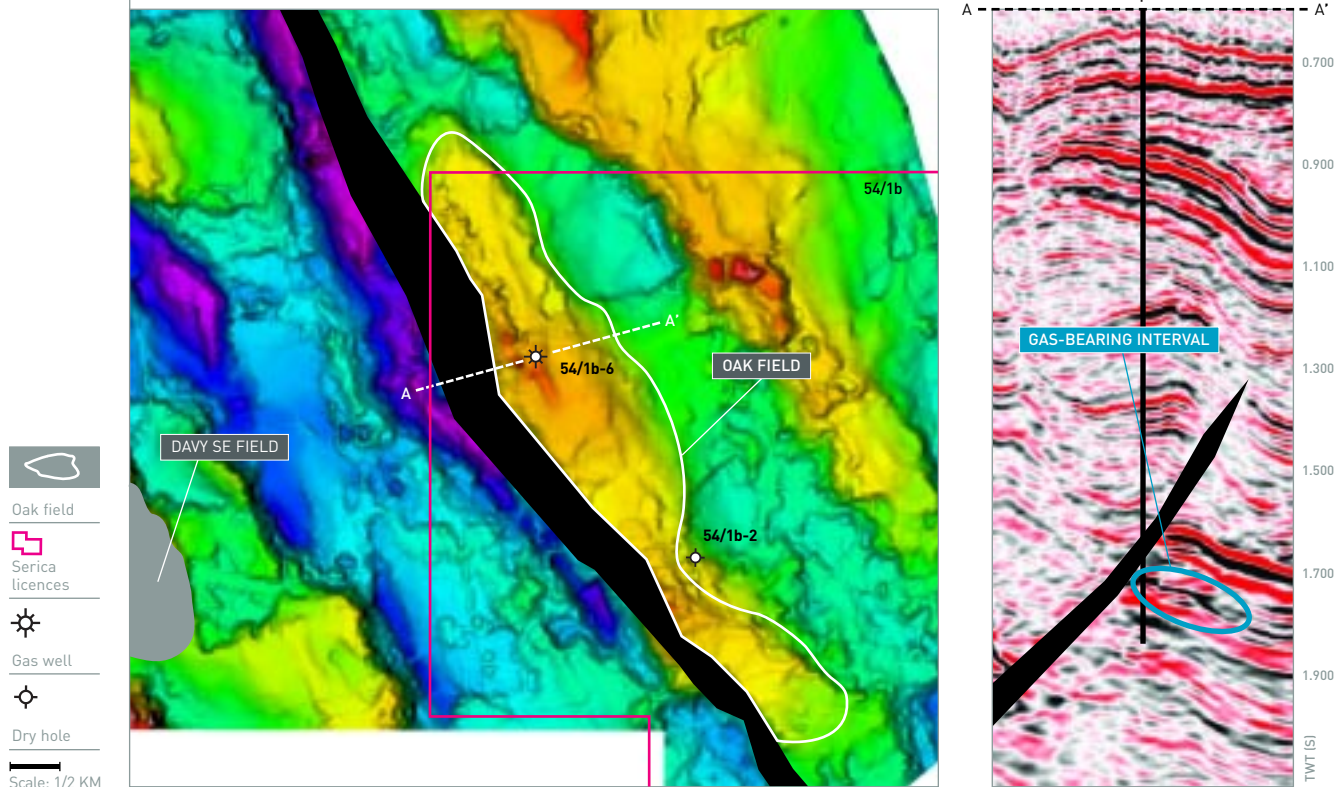 Oak field
Serica
licences
Gas well
Dry hole
Scale: 1/2 KM
54/1b
A
A'
54/1b-6
OAK FIELD
DAVY SE FIELD
54/1b-2
A
A'
0.700
0.900
1.100
GAS-BEARING INTERVAL
1.300
1.500
1.700
1.900
TWT (S)